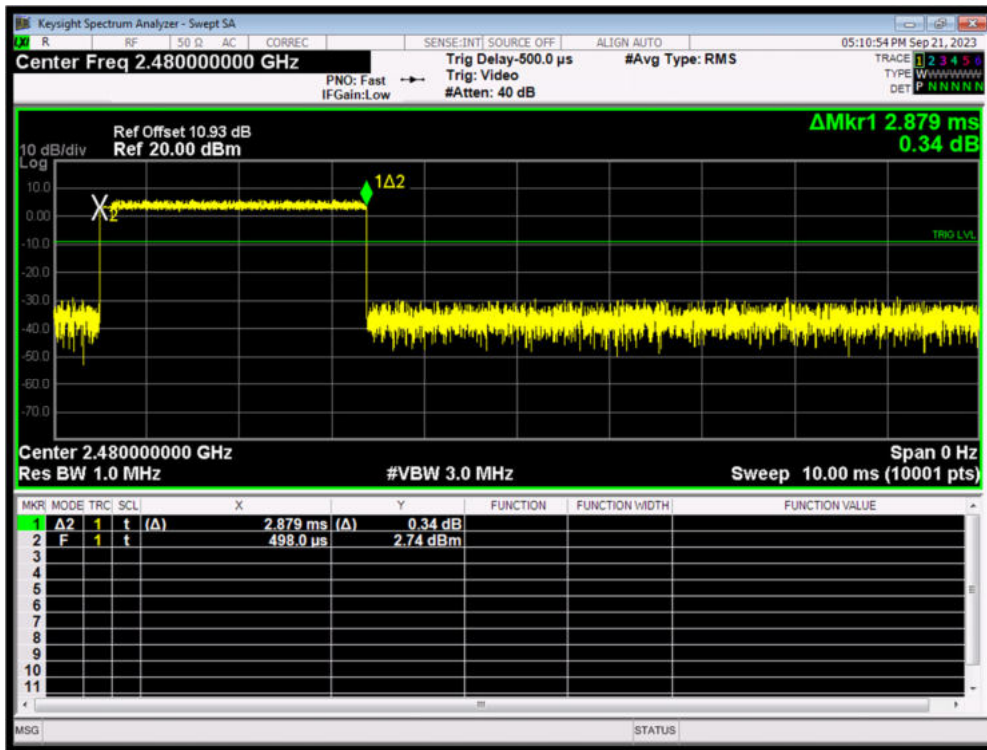 Keysight Spectrum Analyzer - Swept SA
LXI R RF 50 Ω AC CORREC SENSE:INT SOURCE OFF ALIGN AUTO 05:10:54 PM Sep 21, 2023
Center Freq 2.480000000 GHz Trig Delay-500.0 µs #Avg Type: RMS TRACE 1 2 3 4 5 6
PNO: Fast Trig: Video TYPE W
IFGain:Low #Atten: 40 dB DET P N N N N N
ΔMkr1 2.879 ms
Ref Offset 10.93 dB
10 dB/div Ref 20.00 dBm 0.34 dB
Log
10.0
1Δ2
0.00
2
-10.0
TRIG LVL
-20.0
-30.0
-40.0
-50.0
-60.0
-70.0
Center 2.480000000 GHz Span 0 Hz
Res BW 1.0 MHz #VBW 3.0 MHz Sweep 10.00 ms (10001 pts)
MKR MODE TRC SCL X Y FUNCTION FUNCTION WIDTH FUNCTION VALUE
1 Δ2 1 t (Δ) 2.879 ms (Δ) 0.34 dB
2 F 1 t 498.0 µs 2.74 dBm
3
4
5
6
7
8
9
10
11
MSG STATUS